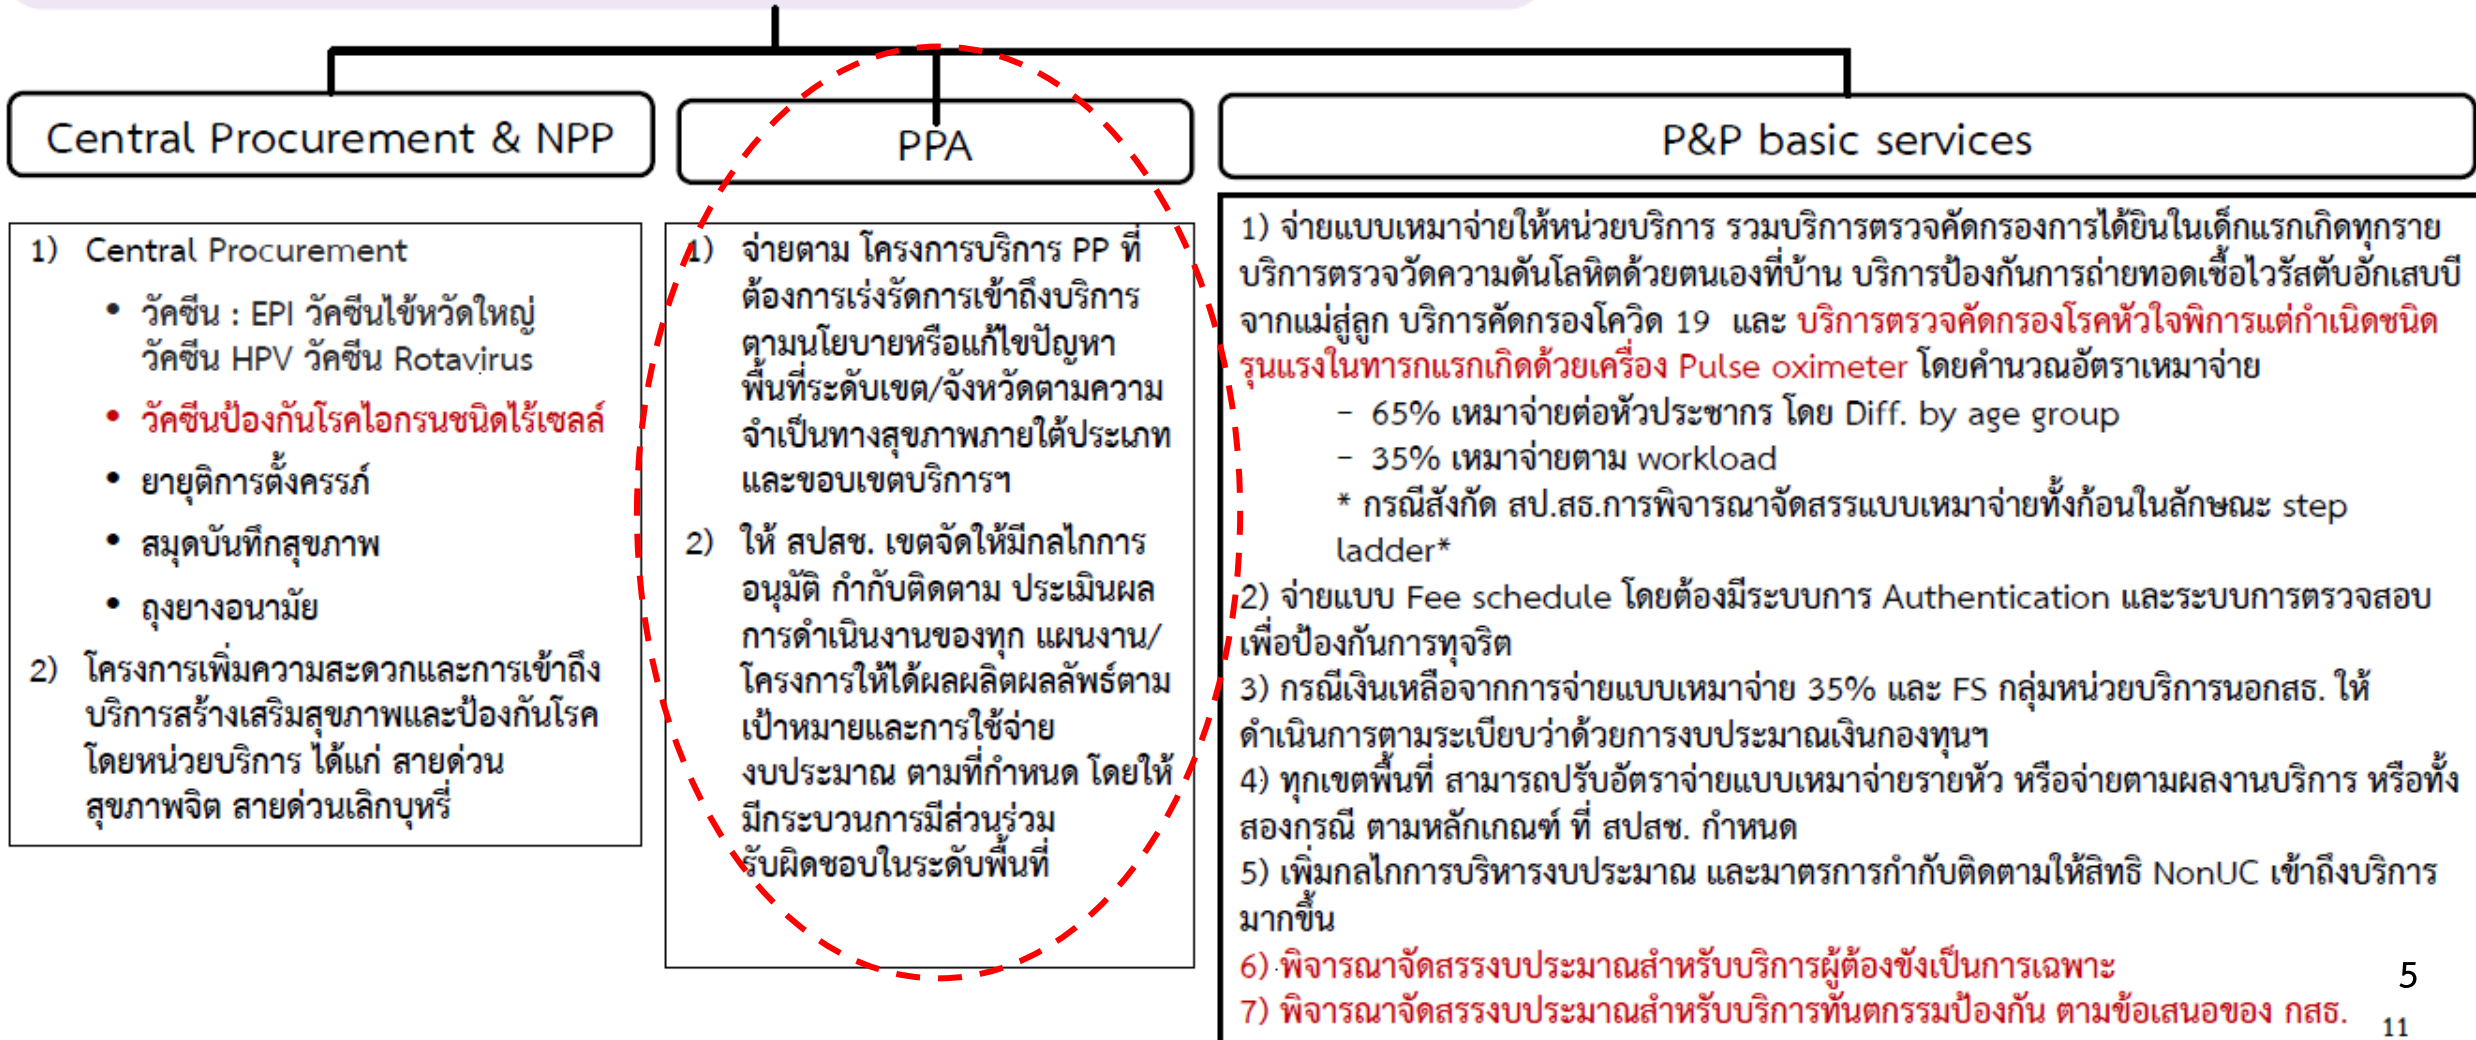 Central Procurement & NPP
1) Central Procurement
• วัคซีน : EPI วัคซีนไข้หวัดใหญ่
วัคซีน HPV วัคซีน Rotavirus
• วัคซีนป้องกันโรคไอกรนชนิดไร้เซลล์
• ยายุติการตั้งครรภ์
• สมุดบันทึกสุขภาพ
• ถุงยางอนามัย
2) โครงการเพิ่มความสะดวกและการเข้าถึง
บริการสร้างเสริมสุขภาพและป้องกันโรค
โดยหน่วยบริการ ได้แก่ สายด่วน
สุขภาพจิต สายด่วนเลิกบุหรี่
PPA
1) จ่ายตาม โครงการบริการ PP ที่
ต้องการเร่งรัดการเข้าถึงบริการ
ตามนโยบายหรือแก้ไขปัญหา
พื้นที่ระดับเขต/จังหวัดตามความ
จำเป็นทางสุขภาพภายใต้ประเภท
และขอบเขตบริการฯ
2) ให้ สปสช. เขตจัดให้มีกลไกการ
อนุมัติ กำกับติดตาม ประเมินผล
การดำเนินงานของทุก แผนงาน/
โครงการให้ได้ผลผลิตผลลัพธ์ตาม
เป้าหมายและการใช้จ่าย
งบประมาณ ตามที่กำหนด โดยให้
มีกระบวนการมีส่วนร่วม
รับผิดชอบในระดับพื้นที่
P&P basic services
1) จ่ายแบบเหมาจ่ายให้หน่วยบริการ รวมบริการตรวจคัดกรองการได้ยินในเด็กแรกเกิดทุกราย
บริการตรวจวัดความดันโลหิตด้วยตนเองที่บ้าน บริการป้องกันการถ่ายทอดเชื้อไวรัสตับอักเสบบี
จากแม่สู่ลูก บริการคัดกรองโควิด 19 และ บริการตรวจคัดกรองโรคหัวใจพิการแต่กำเนิดชนิด
รุนแรงในทารกแรกเกิดด้วยเครื่อง Pulse oximeter โดยคำนวณอัตราเหมาจ่าย
- 65% เหมาจ่ายต่อหัวประชากร โดย Diff. by age group
- 35% เหมาจ่ายตาม workload
* กรณีสังกัด สป.สธ.การพิจารณาจัดสรรแบบเหมาจ่ายทั้งก้อนในลักษณะ step
ladder*
2) จ่ายแบบ Fee schedule โดยต้องมีระบบการ Authentication และระบบการตรวจสอบ
เพื่อป้องกันการทุจริต
3) กรณีเงินเหลือจากการจ่ายแบบเหมาจ่าย 35% และ FS กลุ่มหน่วยบริการนอกสธ. ให้
ดำเนินการตามระเบียบว่าด้วยการงบประมาณเงินกองทุนฯ
4) ทุกเขตพื้นที่ สามารถปรับอัตราจ่ายแบบเหมาจ่ายรายหัว หรือจ่ายตามผลงานบริการ หรือทั้ง
สองกรณี ตามหลักเกณฑ์ ที่ สปสช. กำหนด
5) เพิ่มกลไกการบริหารงบประมาณ และมาตรการกำกับติดตามให้สิทธิ NonUC เข้าถึงบริการ
มากขึ้น
6) พิจารณาจัดสรรงบประมาณสำหรับบริการผู้ต้องขังเป็นการเฉพาะ
7) พิจารณาจัดสรรงบประมาณสำหรับบริการทันตกรรมป้องกัน ตามข้อเสนอของ กสธ.
5
11